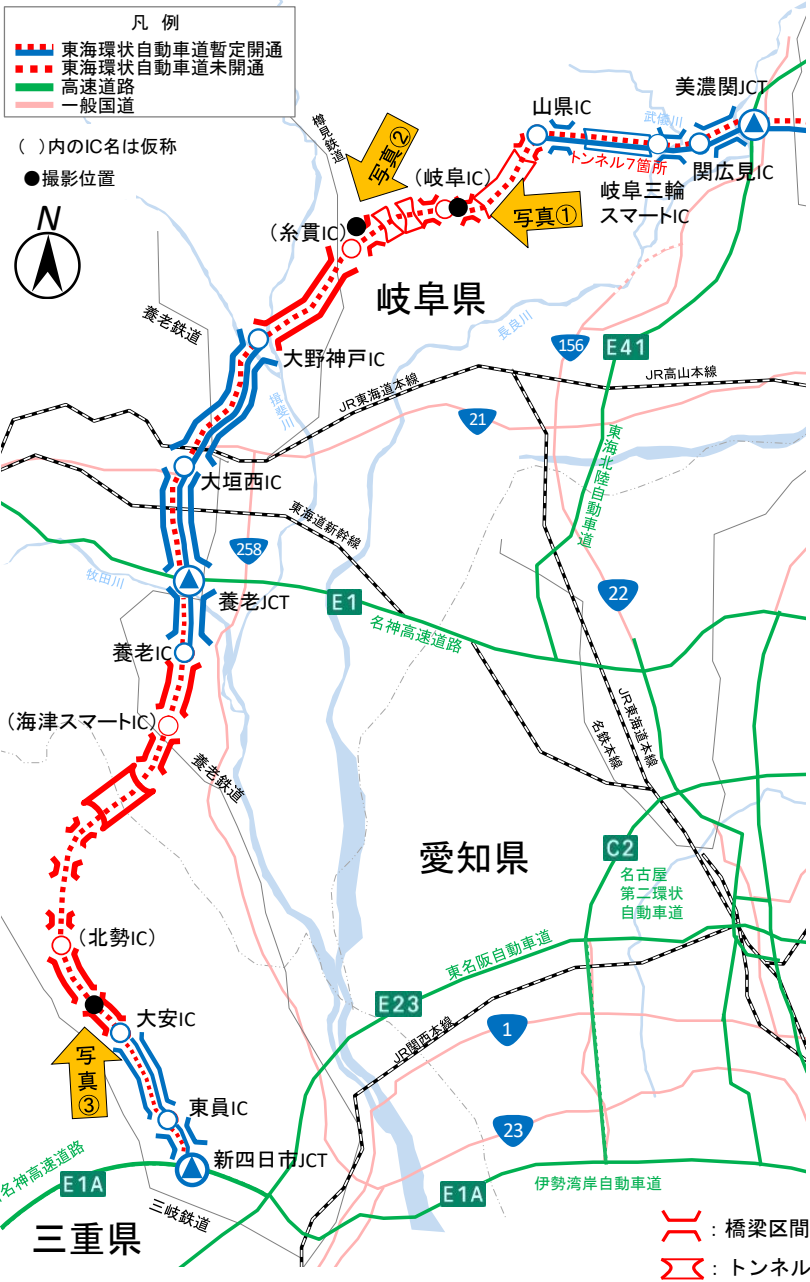 凡 例
東海環状自動車道暫定開通
東海環状自動車道未開通
高速道路
一般国道
( )内のIC名は仮称
●撮影位置
N
樽見鉄道
写真②
(岐阜IC)
山県IC
武儀川
美濃関JCT
トンネル7箇所
関広見IC
岐阜三輪
スマートIC
写真①
(糸貫IC)
岐阜県
養老鉄道
長良川
大野神戸IC
156
E41
JR高山本線
JR東海道本線
揖斐川
21
東海北陸自動車道
大垣西IC
東海道新幹線
258
牧田川
22
養老JCT
E1
名神高速道路
養老IC
(海津スマートIC)
JR東海道本線
名鉄本線
養老鉄道
愛知県
C2
名古屋
第二環状
自動車道
(北勢IC)
東名阪自動車道
E23
大安IC
JR関西本線
1
写真③
東員IC
23
新四日市JCT
名神高速道路
E1A
E1A
伊勢湾岸自動車道
三岐鉄道
三重県
:橋梁区間
:トンネル